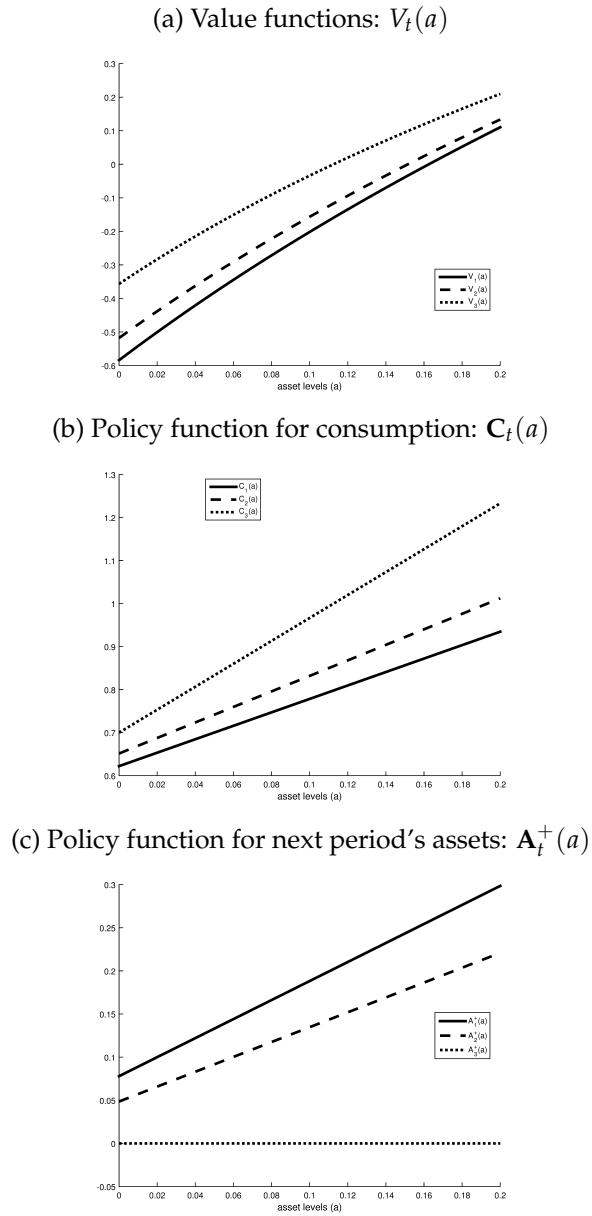 (a) Value functions: V_t(a)
0.3
0.2
0.1
0
-0.1
-0.2
-0.3
-0.4
-0.5
-0.6
V_1(a)
V_2(a)
V_3(a)
0 0.02 0.04 0.06 0.08 0.1 0.12 0.14 0.16 0.18 0.2
asset levels (a)
(b) Policy function for consumption: C_t(a)
1.3
1.2
1.1
1
0.9
0.8
0.7
0.6
C_1(a)
C_2(a)
C_3(a)
0 0.02 0.04 0.06 0.08 0.1 0.12 0.14 0.16 0.18 0.2
asset levels (a)
(c) Policy function for next period's assets: A_t^+(a)
0.3
0.25
0.2
0.15
0.1
0.05
0
-0.05
A_1^+(a)
A_2^+(a)
A_3^+(a)
0 0.02 0.04 0.06 0.08 0.1 0.12 0.14 0.16 0.18 0.2
asset levels (a)